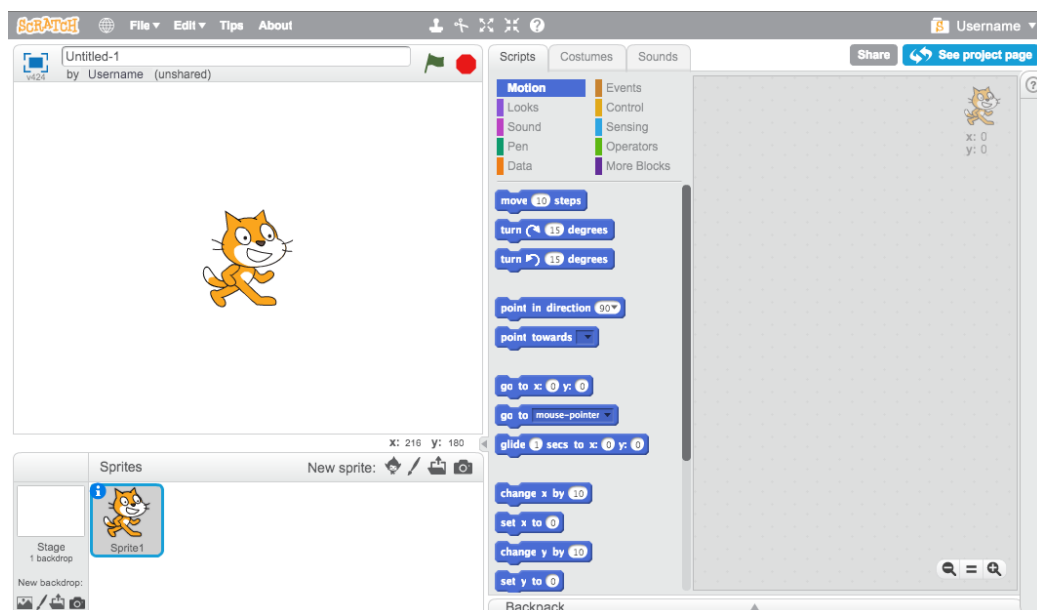 SCRATCH File Edit Tips About Username
Untitled-1
by Username (unshared)
v424
Scripts Costumes Sounds
Share See project page
Motion Events
Looks Control
Sound Sensing
Pen Operators
Data More Blocks
x: 0
y: 0
move 10 steps
turn 15 degrees
turn 15 degrees
point in direction 90
point towards
go to x: 0 y: 0
go to mouse-pointer
glide 1 secs to x: 0 y: 0
change x by 10
set x to 0
change y by 10
set y to 0
X: 216 Y: 180
Sprites New sprite:
Sprite1
Stage
1 backdrop
New backdrop:
Backpack